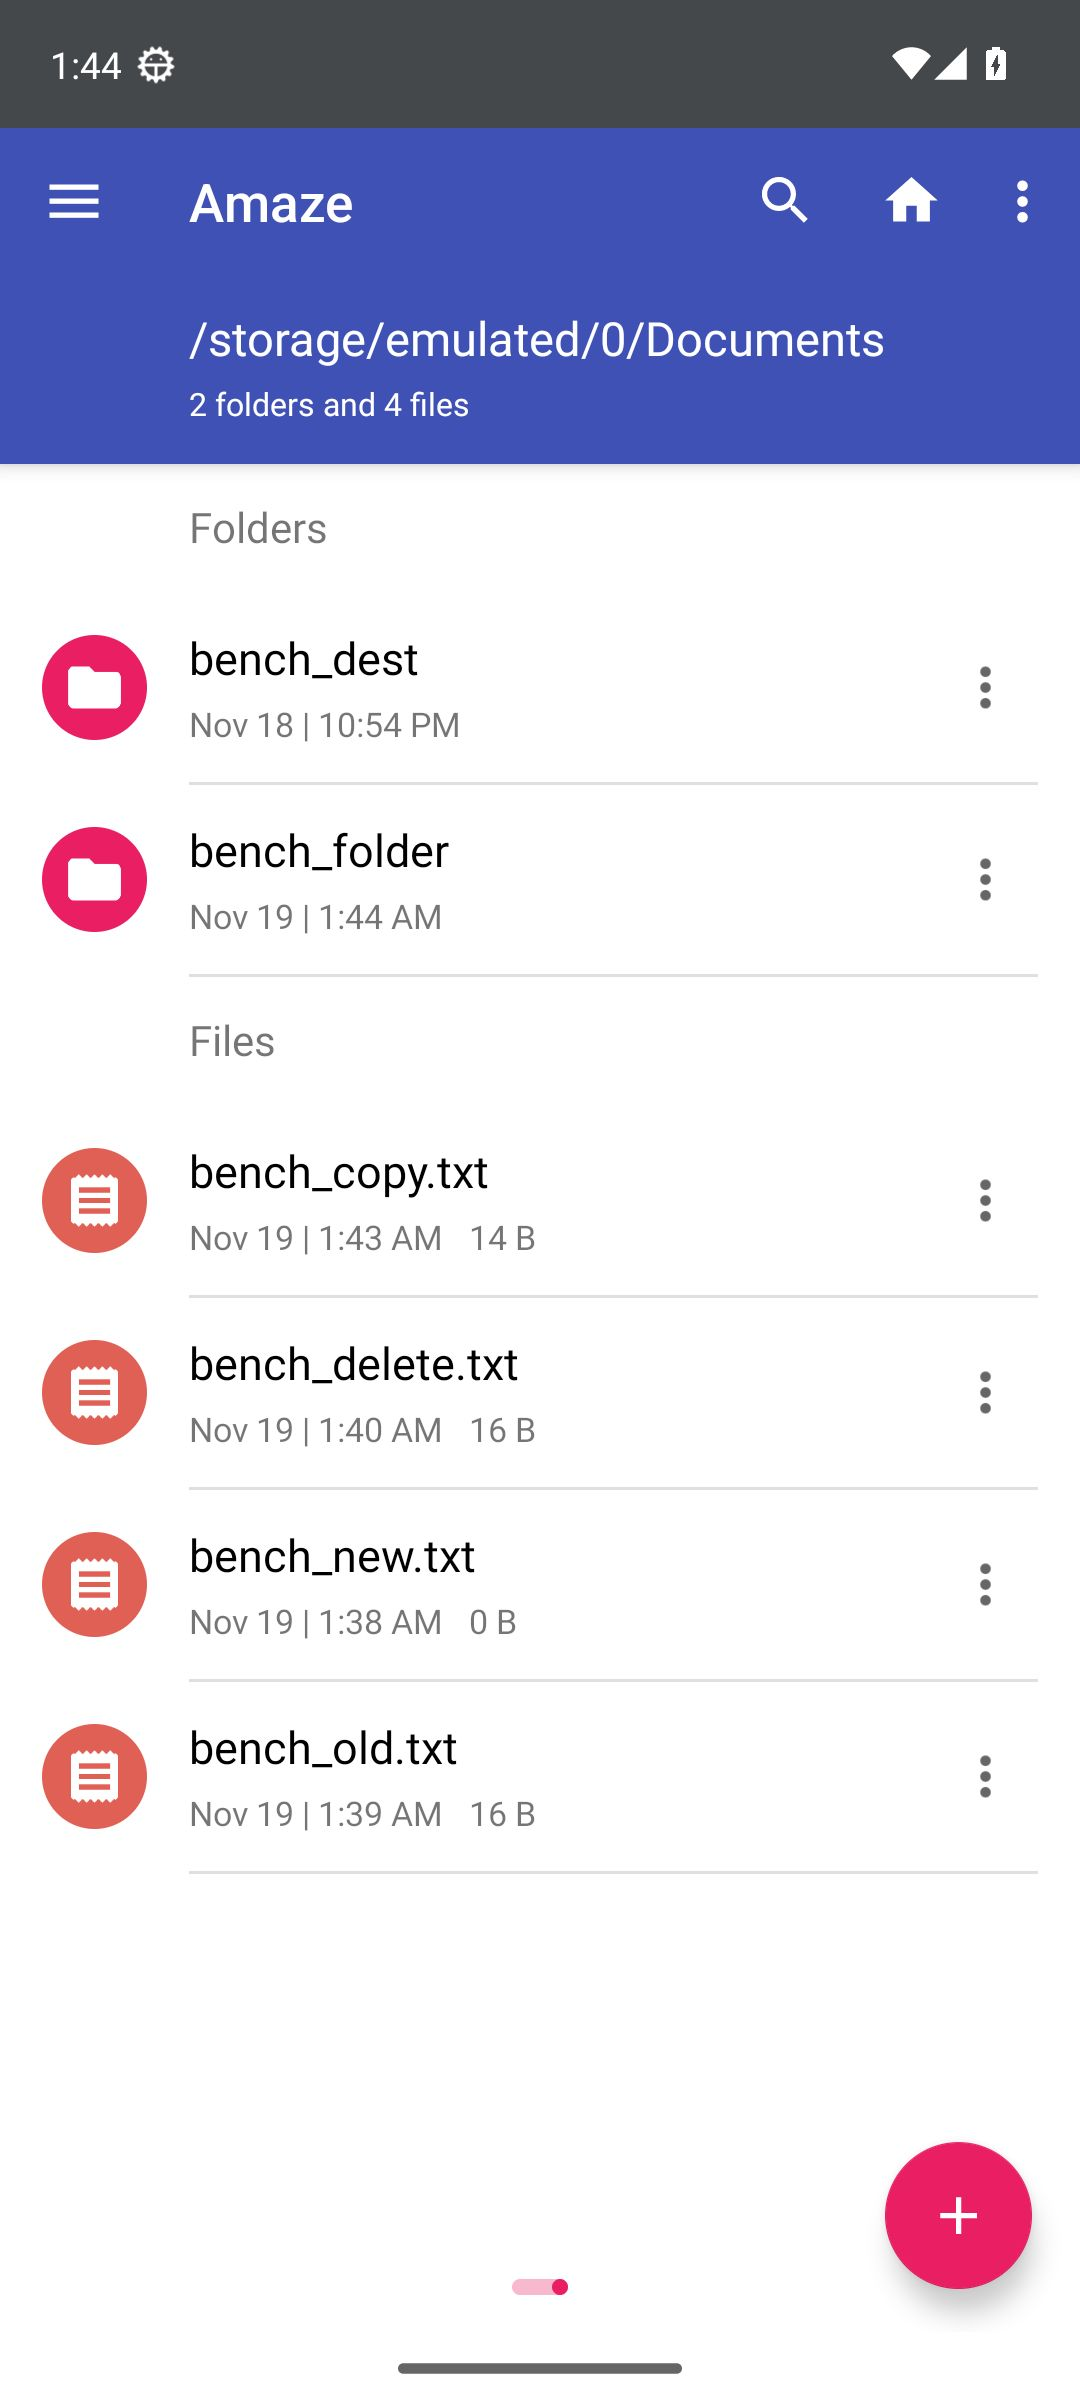 1:44
Amaze
/storage/emulated/0/Documents
2 folders and 4 files
Folders
bench_dest
Nov 18 | 10:54 PM
bench_folder
Nov 19 | 1:44 AM
Files
bench_copy.txt
Nov 19 | 1:43 AM 14 B
bench_delete.txt
Nov 19 | 1:40 AM 16 B
bench_new.txt
Nov 19 | 1:38 AM 0 B
bench_old.txt
Nov 19 | 1:39 AM 16 B